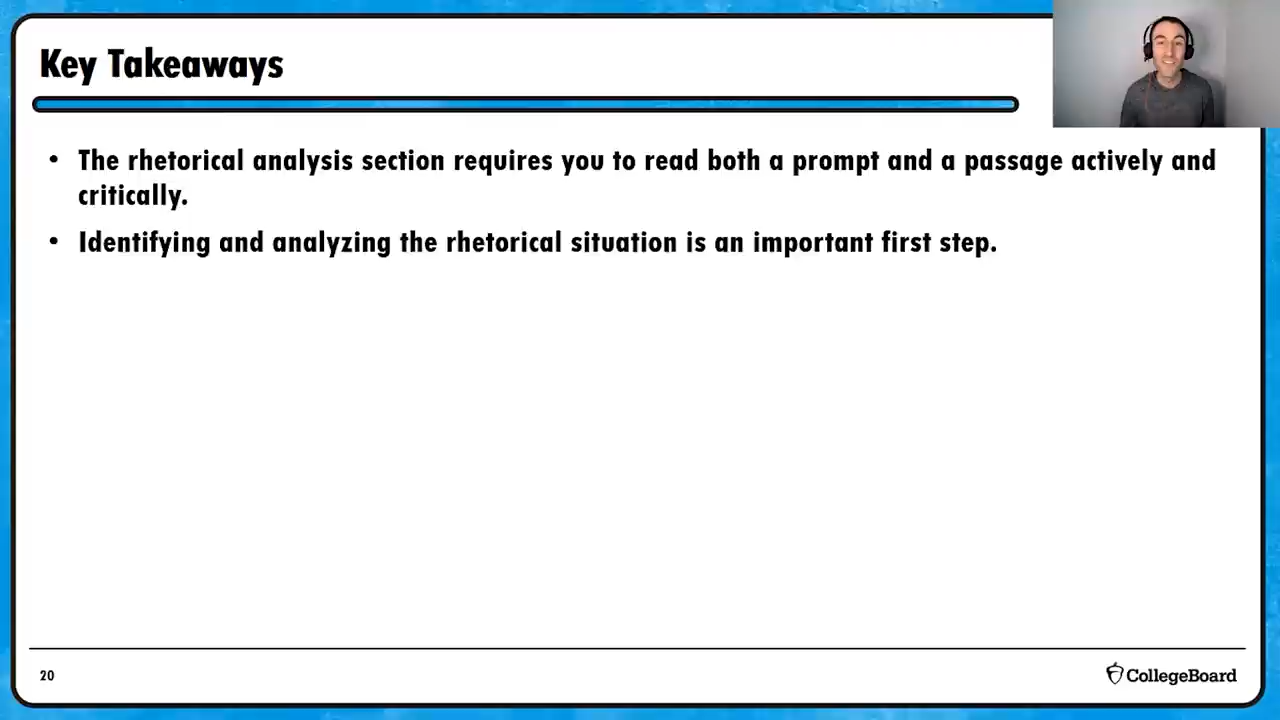 Key Takeaways
• The rhetorical analysis section requires you to read both a prompt and a passage actively and
critically.
• Identifying and analyzing the rhetorical situation is an important first step.
20
CollegeBoard